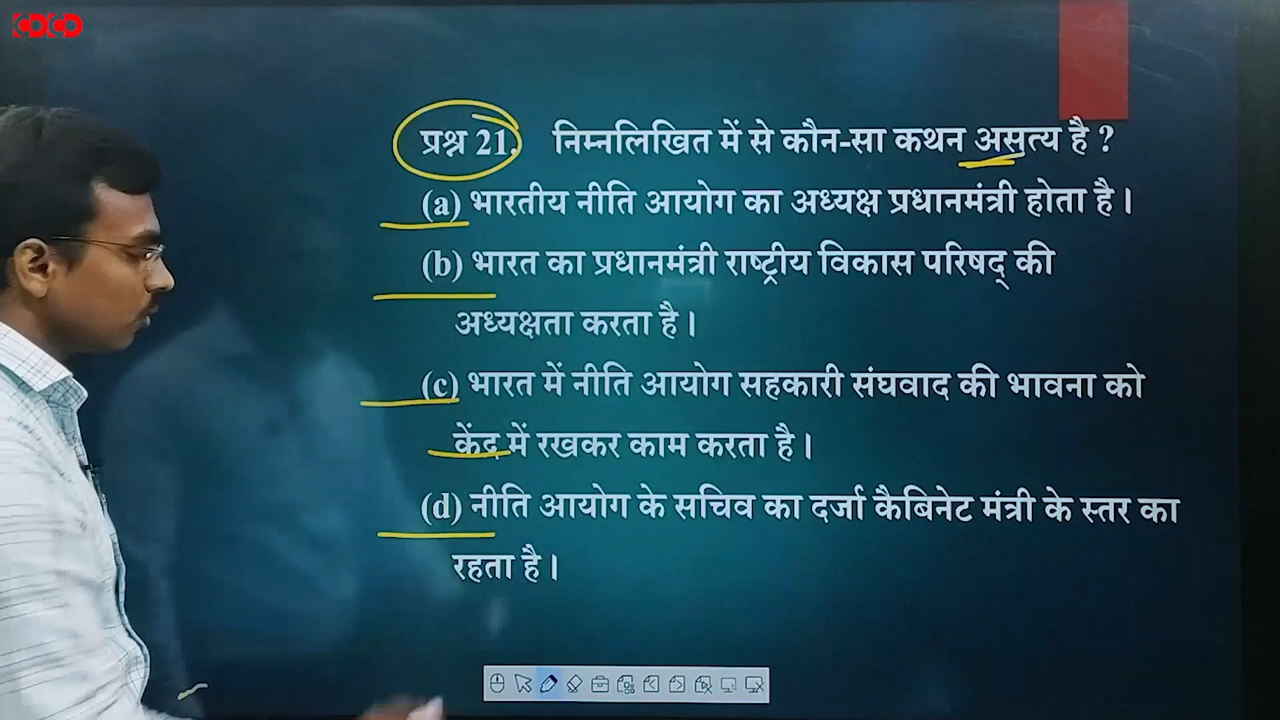 CDCD
प्रश्न 21. निम्नलिखित में से कौन-सा कथन असत्य है ?
(a) भारतीय नीति आयोग का अध्यक्ष प्रधानमंत्री होता है।
(b) भारत का प्रधानमंत्री राष्ट्रीय विकास परिषद् की
अध्यक्षता करता है।
(c) भारत में नीति आयोग सहकारी संघवाद की भावना को
केंद्र में रखकर काम करता है।
(d) नीति आयोग के सचिव का दर्जा कैबिनेट मंत्री के स्तर का
रहता है।